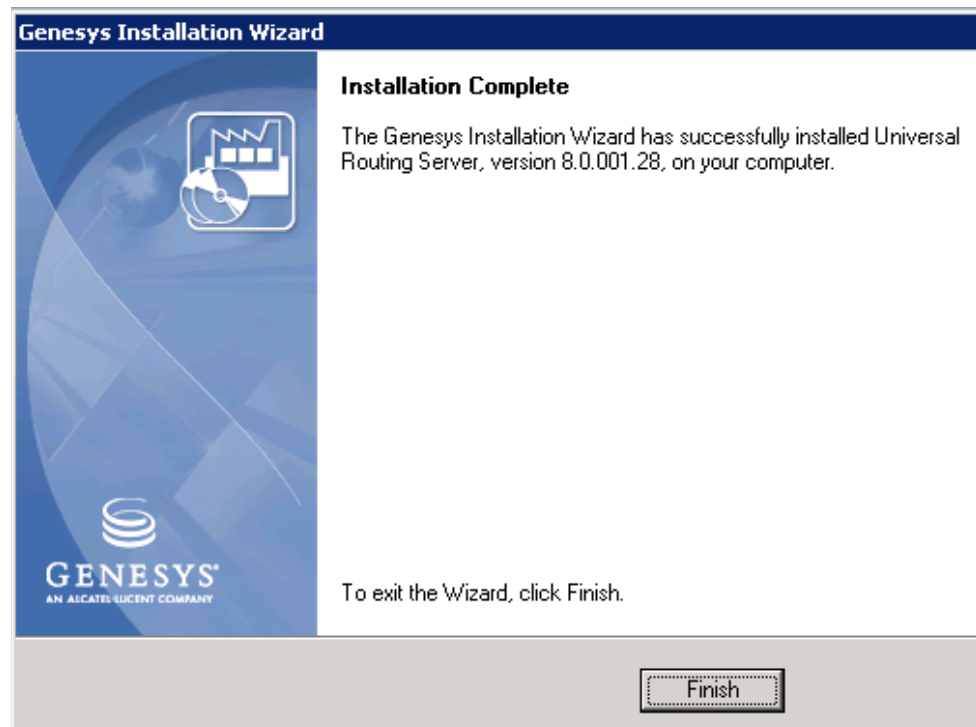 Genesys Installation Wizard
Installation Complete
The Genesys Installation Wizard has successfully installed Universal
Routing Server, version 8.0.001.28, on your computer.
GENESYS
AN ALCATEL-LUCENT COMPANY
To exit the Wizard, click Finish.
Finish